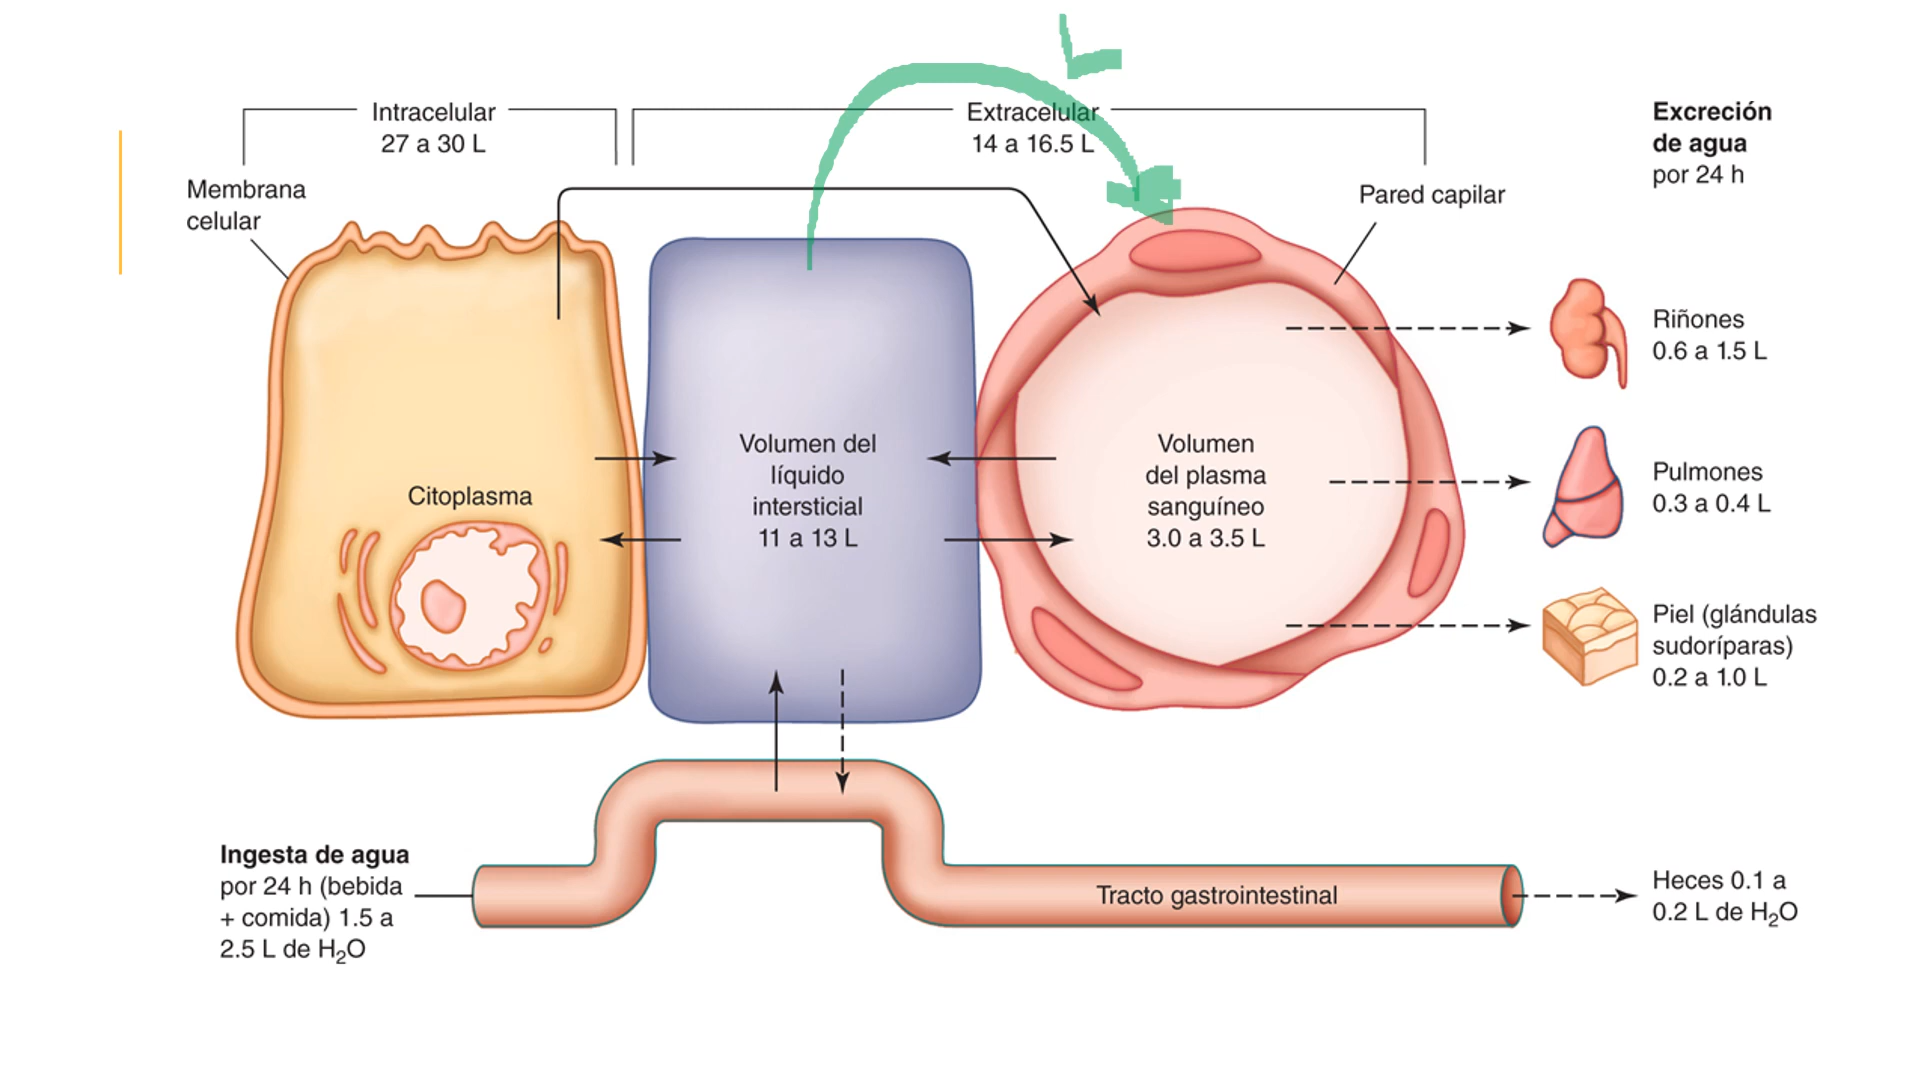 Intracelular
27 a 30 L
Extracelular
14 a 16.5 L
Excreción
de agua
por 24 h
Membrana
celular
Pared capilar
Riñones
0.6 a 1.5 L
Volumen del
líquido
intersticial
11 a 13 L
Volumen
del plasma
sanguíneo
3.0 a 3.5 L
Citoplasma
Pulmones
0.3 a 0.4 L
Piel (glándulas
sudoríparas)
0.2 a 1.0 L
Ingesta de agua
por 24 h (bebida
+ comida) 1.5 a
2.5 L de H₂O
Tracto gastrointestinal
Heces 0.1 a
0.2 L de H₂O